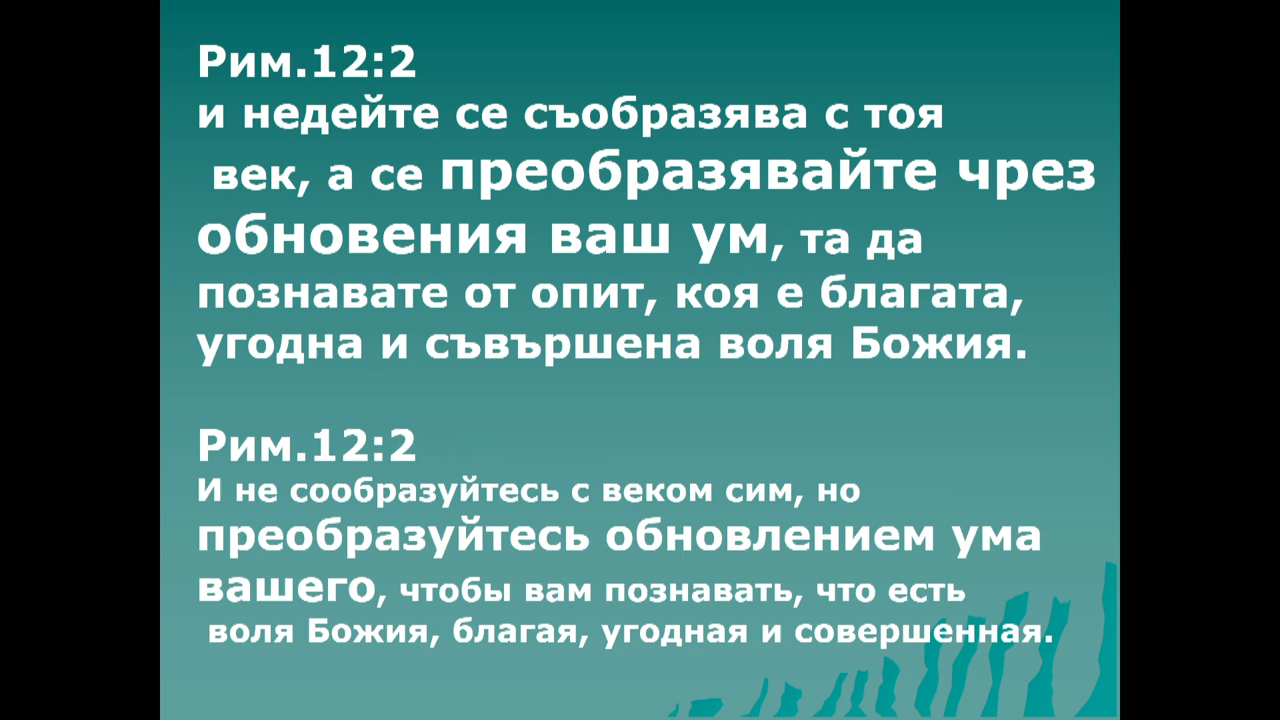 Рим.12:2
и недейте се съобразява с тоя
век, а се преобразявайте чрез
обновения ваш ум, та да
познавате от опит, коя е благата,
угодна и съвършена воля Божия.
Рим.12:2
И не сообразуйтесь с веком сим, но
преобразуйтесь обновлением ума
вашего, чтобы вам познавать, что есть
воля Божия, благая, угодная и совершенная.